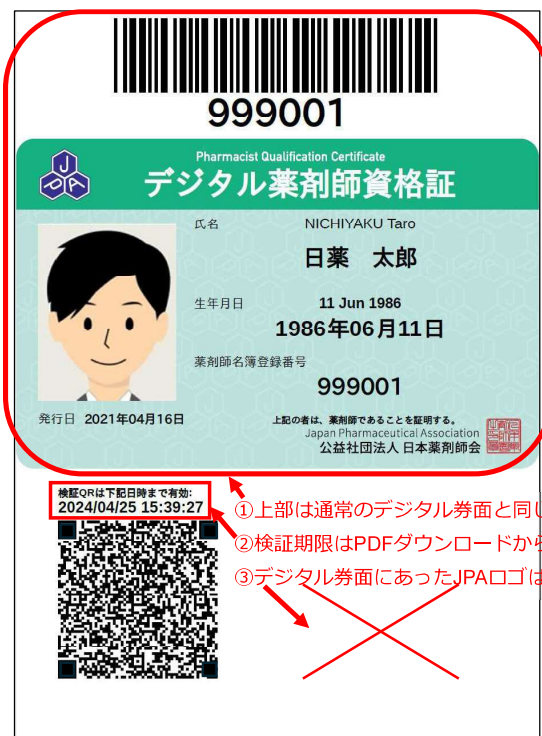 999001
JPA
Pharmacist Qualification Certificate
デジタル薬剤師資格証
氏名
NICHIYAKU Taro
日薬　太郎
生年月日
11 Jun 1986
1986年06月11日
薬剤師名簿登録番号
999001
発行日 2021年04月16日
上記の者は、薬剤師であることを証明する。
Japan Pharmaceutical Association
公益社団法人 日本薬剤師会
検証QRは下記日時まで有効:
2024/04/25 15:39:27
①上部は通常のデジタル券面と同し
②検証期限はPDFダウンロードから
③デジタル券面にあったJPAロゴは